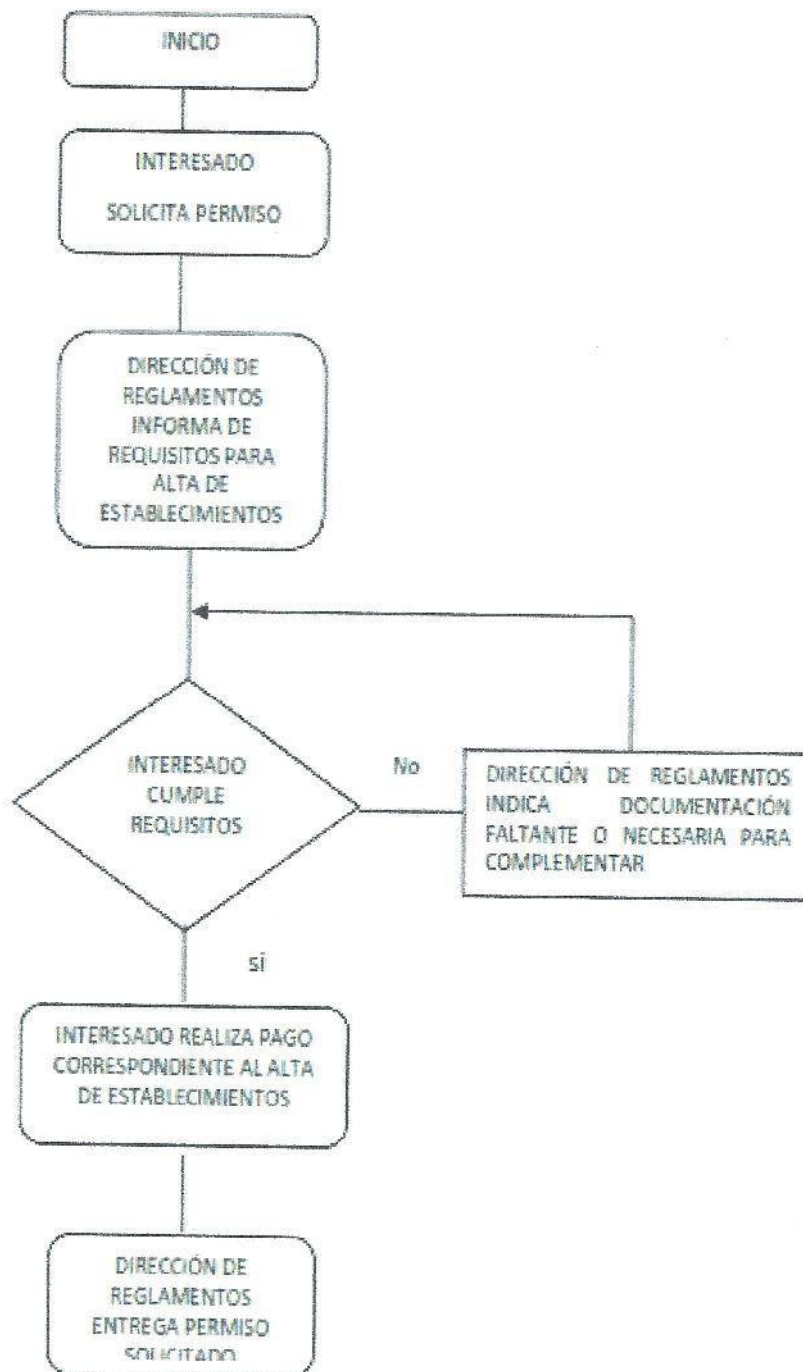 INICIO
INTERESADO
SOLICITA PERMISO
DIRECCIÓN DE
REGLAMENTOS
INFORMA DE
REQUISITOS PARA
ALTA DE
ESTABLECIMIENTOS
INTERESADO
CUMPLE
REQUISITOS
No
DIRECCIÓN DE REGLAMENTOS
INDICA DOCUMENTACIÓN
FALTANTE O NECESARIA PARA
COMPLEMENTAR
sí
INTERESADO REALIZA PAGO
CORRESPONDIENTE AL ALTA
DE ESTABLECIMIENTOS
DIRECCIÓN DE
REGLAMENTOS
ENTREGA PERMISO
SOLICITADO